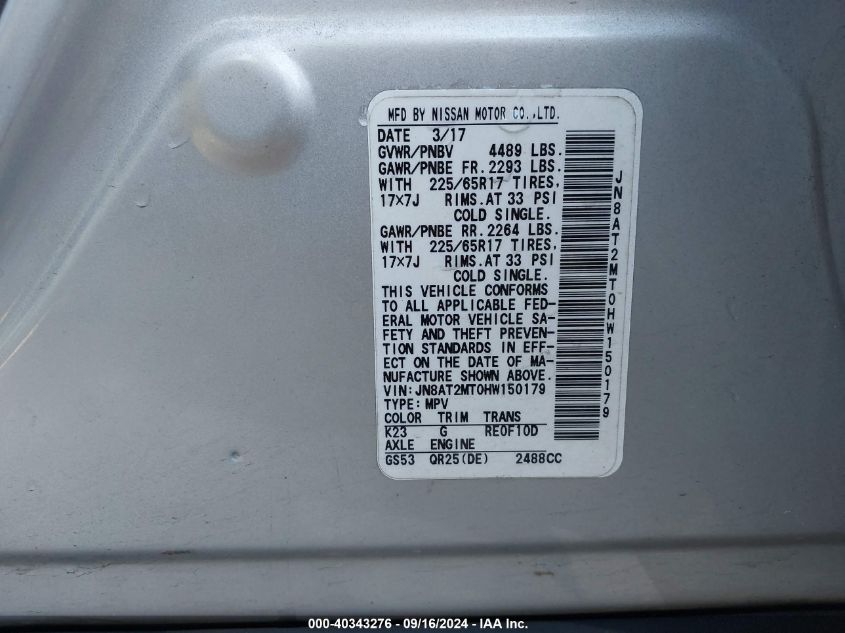 MFD BY NISSAN MOTOR CO.,LTD.
DATE 3/17
GVWR/PNBV 4489 LBS.
GAWR/PNBE FR. 2293 LBS.
WITH 225/65R17 TIRES,
17×7J RIMS.AT 33 PSI
COLD SINGLE.
GAWR/PNBE RR. 2264 LBS.
WITH 225/65R17 TIRES,
17×7J RIMS.AT 33 PSI
COLD SINGLE.
THIS VEHICLE CONFORMS
TO ALL APPLICABLE FED-
ERAL MOTOR VEHICLE SA-
FETY AND THEFT PREVEN-
TION STANDARDS IN EFF-
ECT ON THE DATE OF MA-
NUFACTURE SHOWN ABOVE.
VIN:JN8AT2MT0HW150179
TYPE:MPV
COLOR TRIM TRANS
K23 G RE0F10D
AXLE ENGINE
GS53 QR25(DE) 2488CC
JN8AT2MT0HW150179
000-40343276 - 09/16/2024 - IAA Inc.